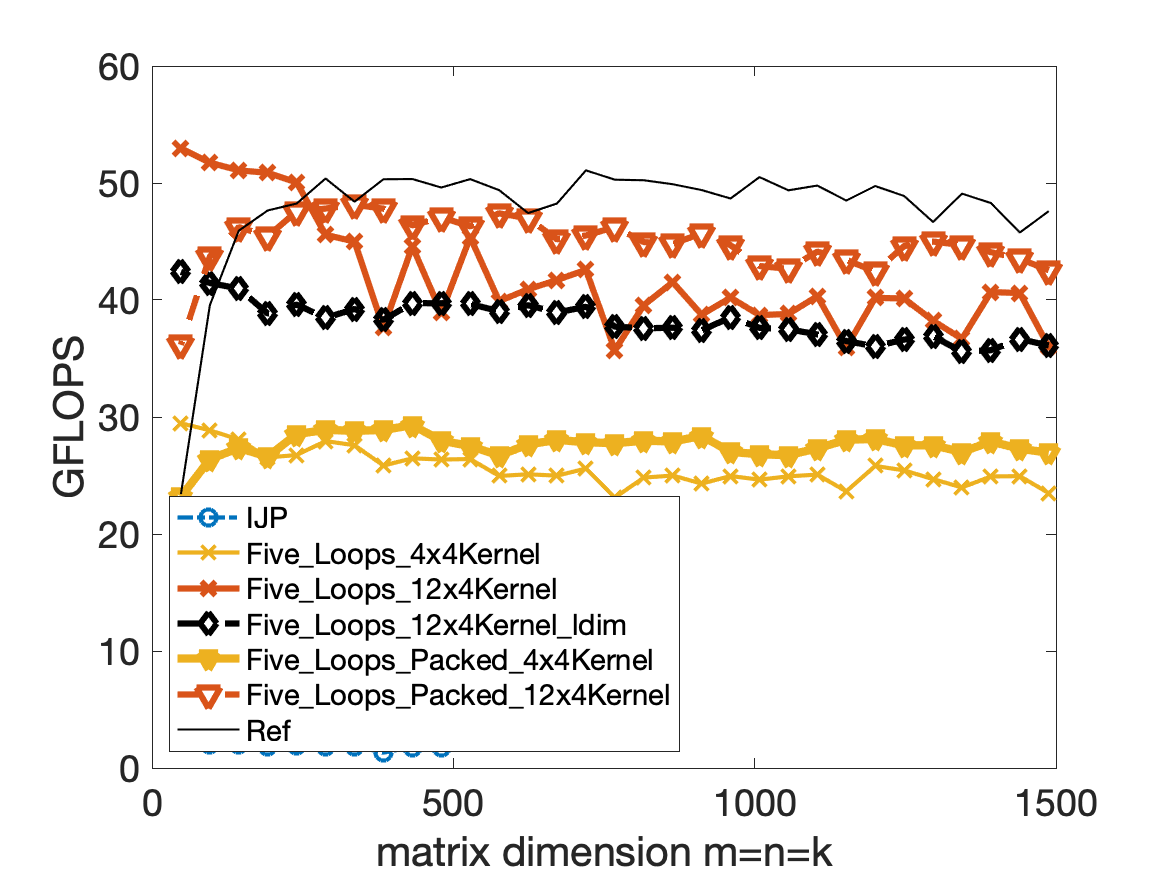 60
50
40
30
20
10
0
GFLOPS
IJP
Five_Loops_4x4Kernel
Five_Loops_12x4Kernel
Five_Loops_12x4Kernel_ldim
Five_Loops_Packed_4x4Kernel
Five_Loops_Packed_12x4Kernel
Ref
0 500 1000 1500
matrix dimension m=n=k